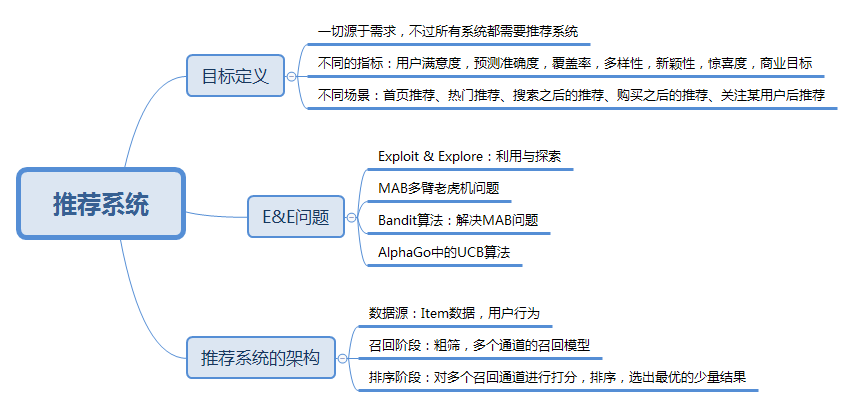 推荐系统
目标定义
一切源于需求，不过所有系统都需要推荐系统
不同的指标：用户满意度，预测准确度，覆盖率，多样性，新颖性，惊喜度，商业目标
不同场景：首页推荐、热门推荐、搜索之后的推荐、购买之后的推荐、关注某用户后推荐
E&E问题
Exploit & Explore：利用与探索
MAB多臂老虎机问题
Bandit算法：解决MAB问题
AlphaGo中的UCB算法
推荐系统的架构
数据源：Item数据，用户行为
召回阶段：粗筛，多个通道的召回模型
排序阶段：对多个召回通道进行打分，排序，选出最优的少量结果